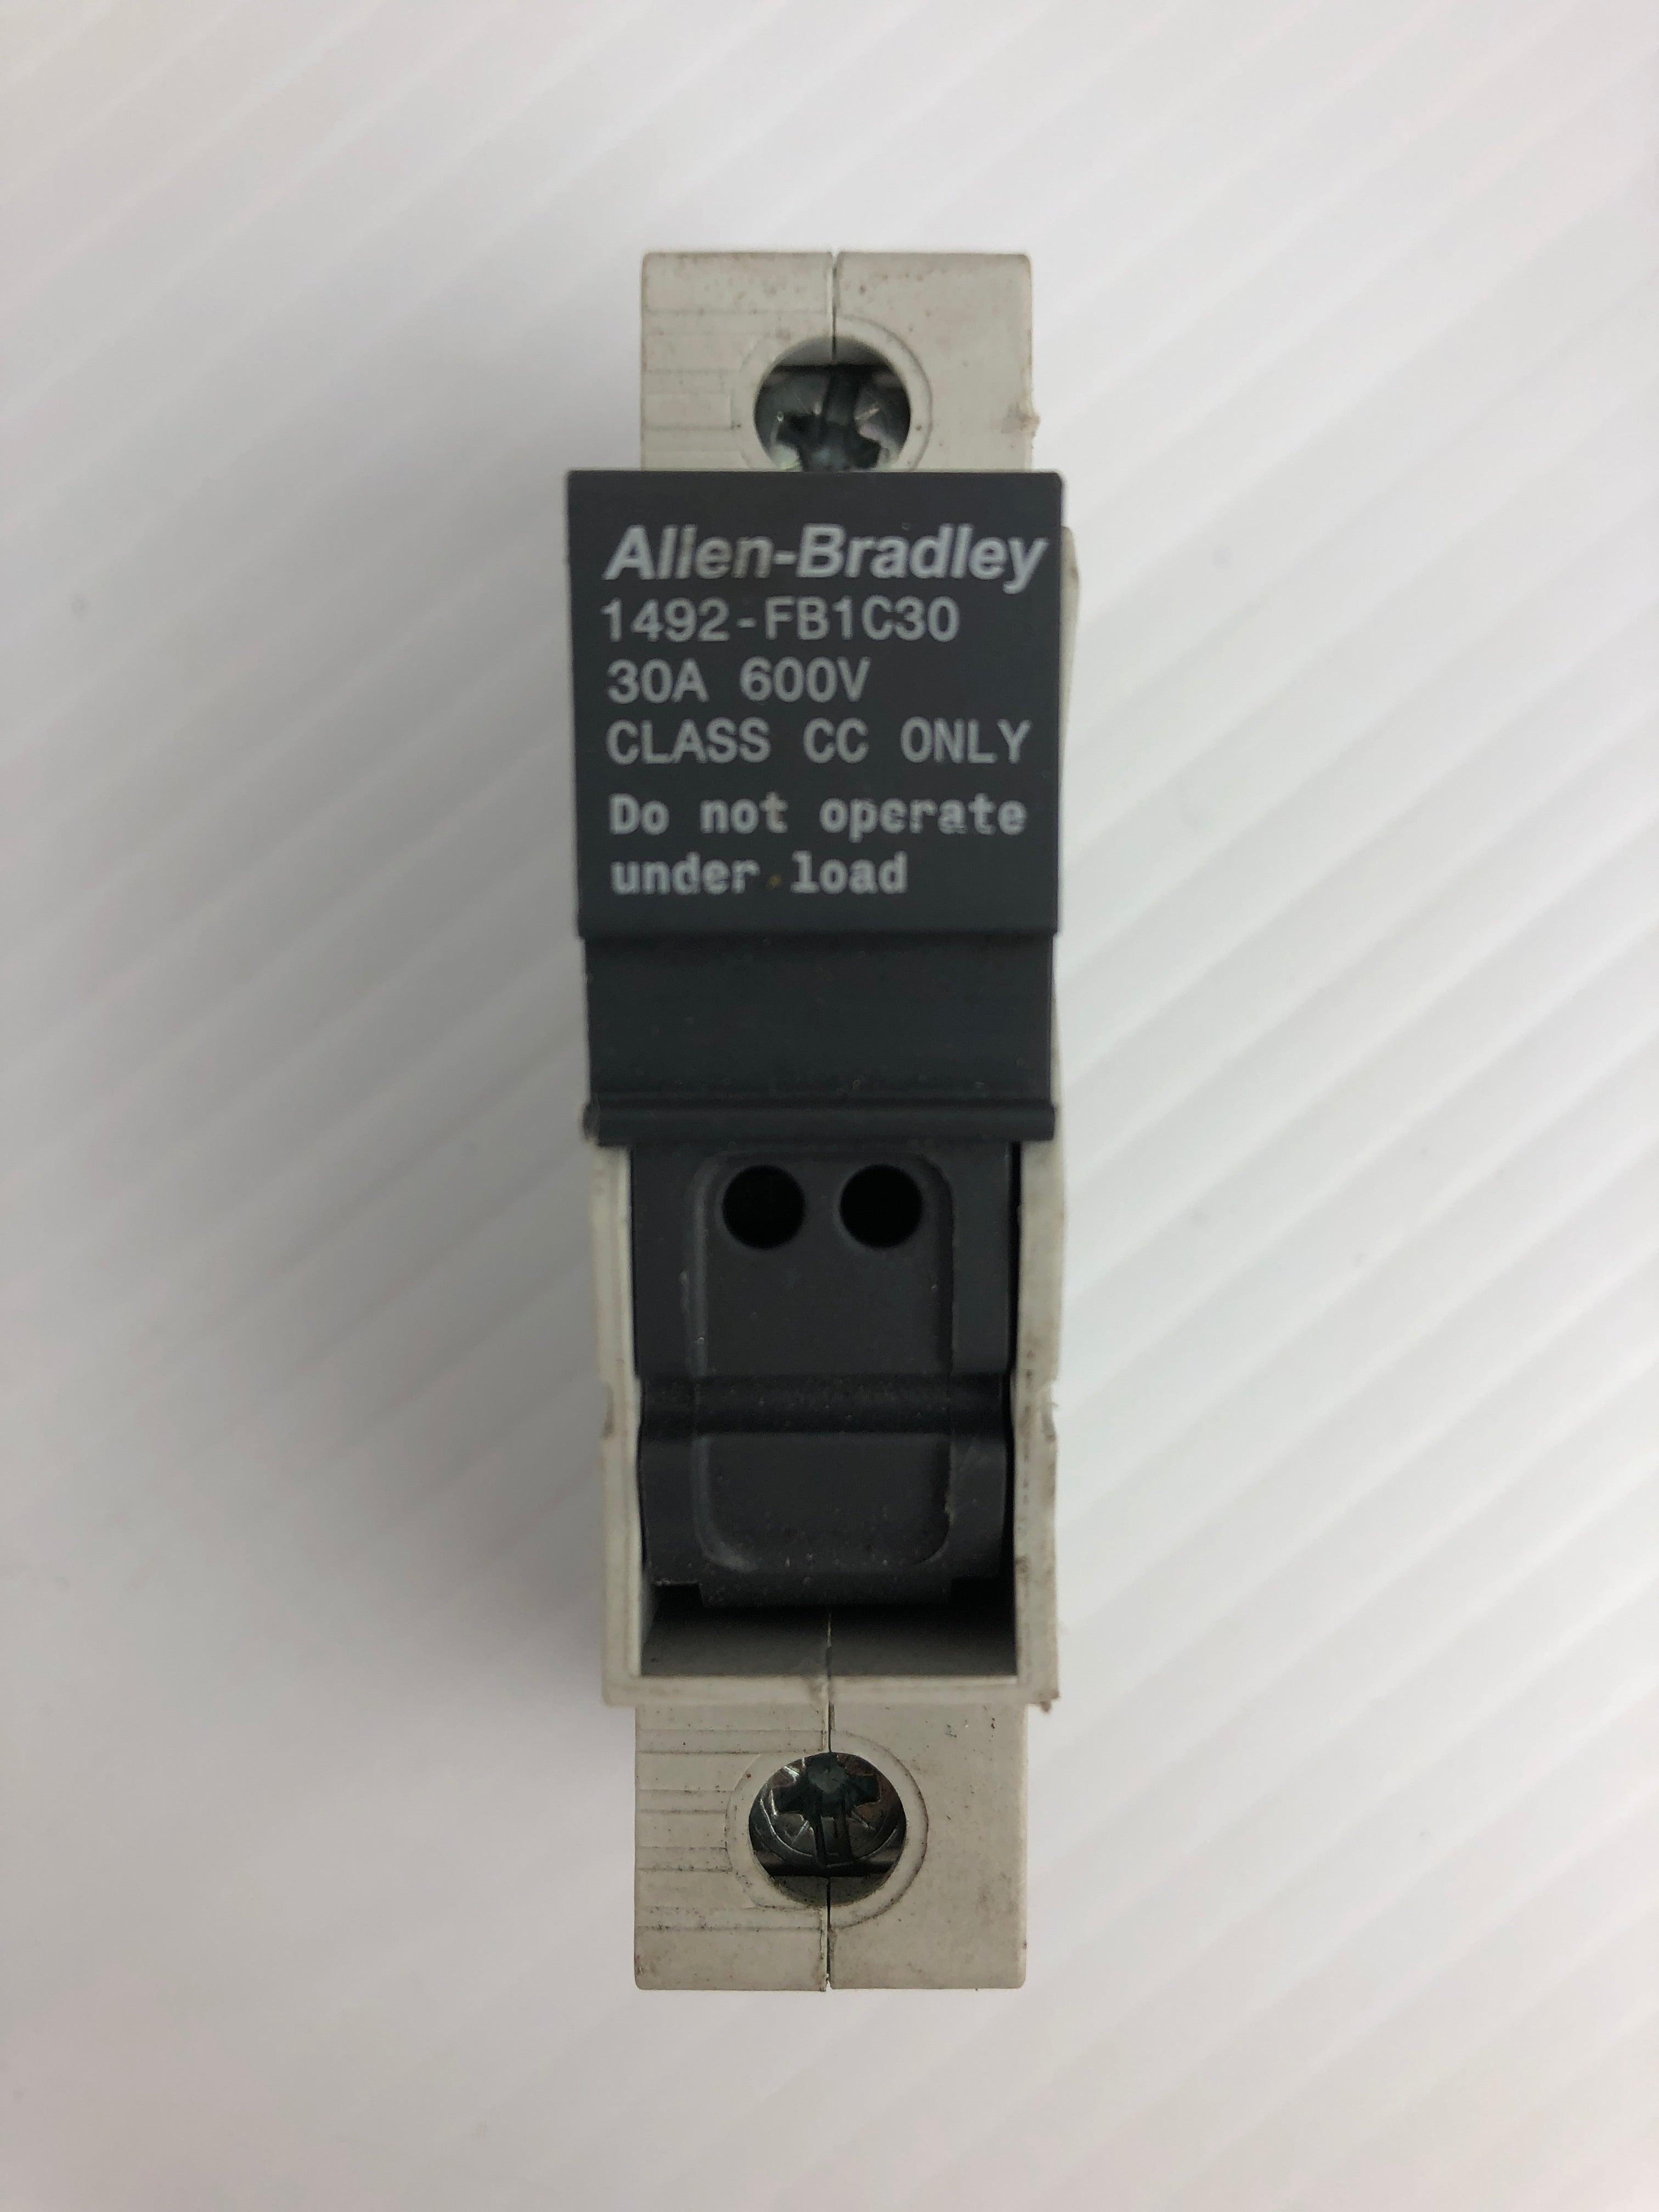 Allen-Bradley
1492-FB1C30
30A 600V
CLASS CC ONLY
Do not operate
under load